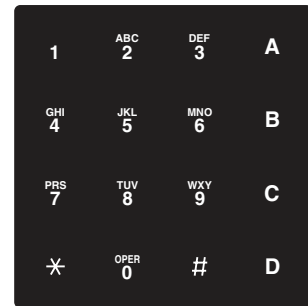 ABC DEF
1 2 3 A
GHI JKL MNO
4 5 6 B
PRS TUV WXY
7 8 9 C
OPER
* 0 # D